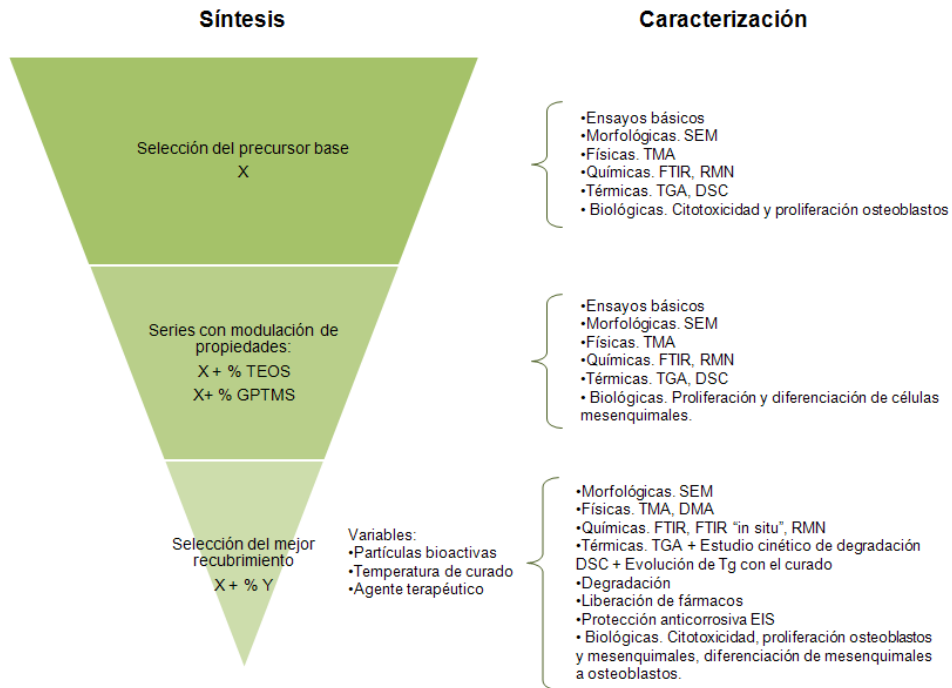 Síntesis
Caracterización
Selección del precursor base
X
•Ensayos básicos
•Morfológicas. SEM
•Físicas. TMA
•Químicas. FTIR, RMN
•Térmicas. TGA, DSC
• Biológicas. Citotoxicidad y proliferación osteoblastos
Series con modulación de
propiedades:
X + % TEOS
X+ % GPTMS
•Ensayos básicos
•Morfológicas. SEM
•Físicas. TMA
•Químicas. FTIR, RMN
•Térmicas. TGA, DSC
• Biológicas. Proliferación y diferenciación de células
mesenquimales.
Selección del mejor
recubrimiento
X + % Y
Variables:
•Partículas bioactivas
•Temperatura de curado
•Agente terapéutico
•Morfológicas. SEM
•Físicas. TMA, DMA
•Químicas. FTIR, FTIR “in situ”, RMN
•Térmicas. TGA + Estudio cinético de degradación
DSC + Evolución de Tg con el curado
•Degradación
•Liberación de fármacos
•Protección anticorrosiva EIS
• Biológicas. Citotoxicidad, proliferación osteoblastos
y mesenquimales, diferenciación de mesenquimales
a osteoblastos.